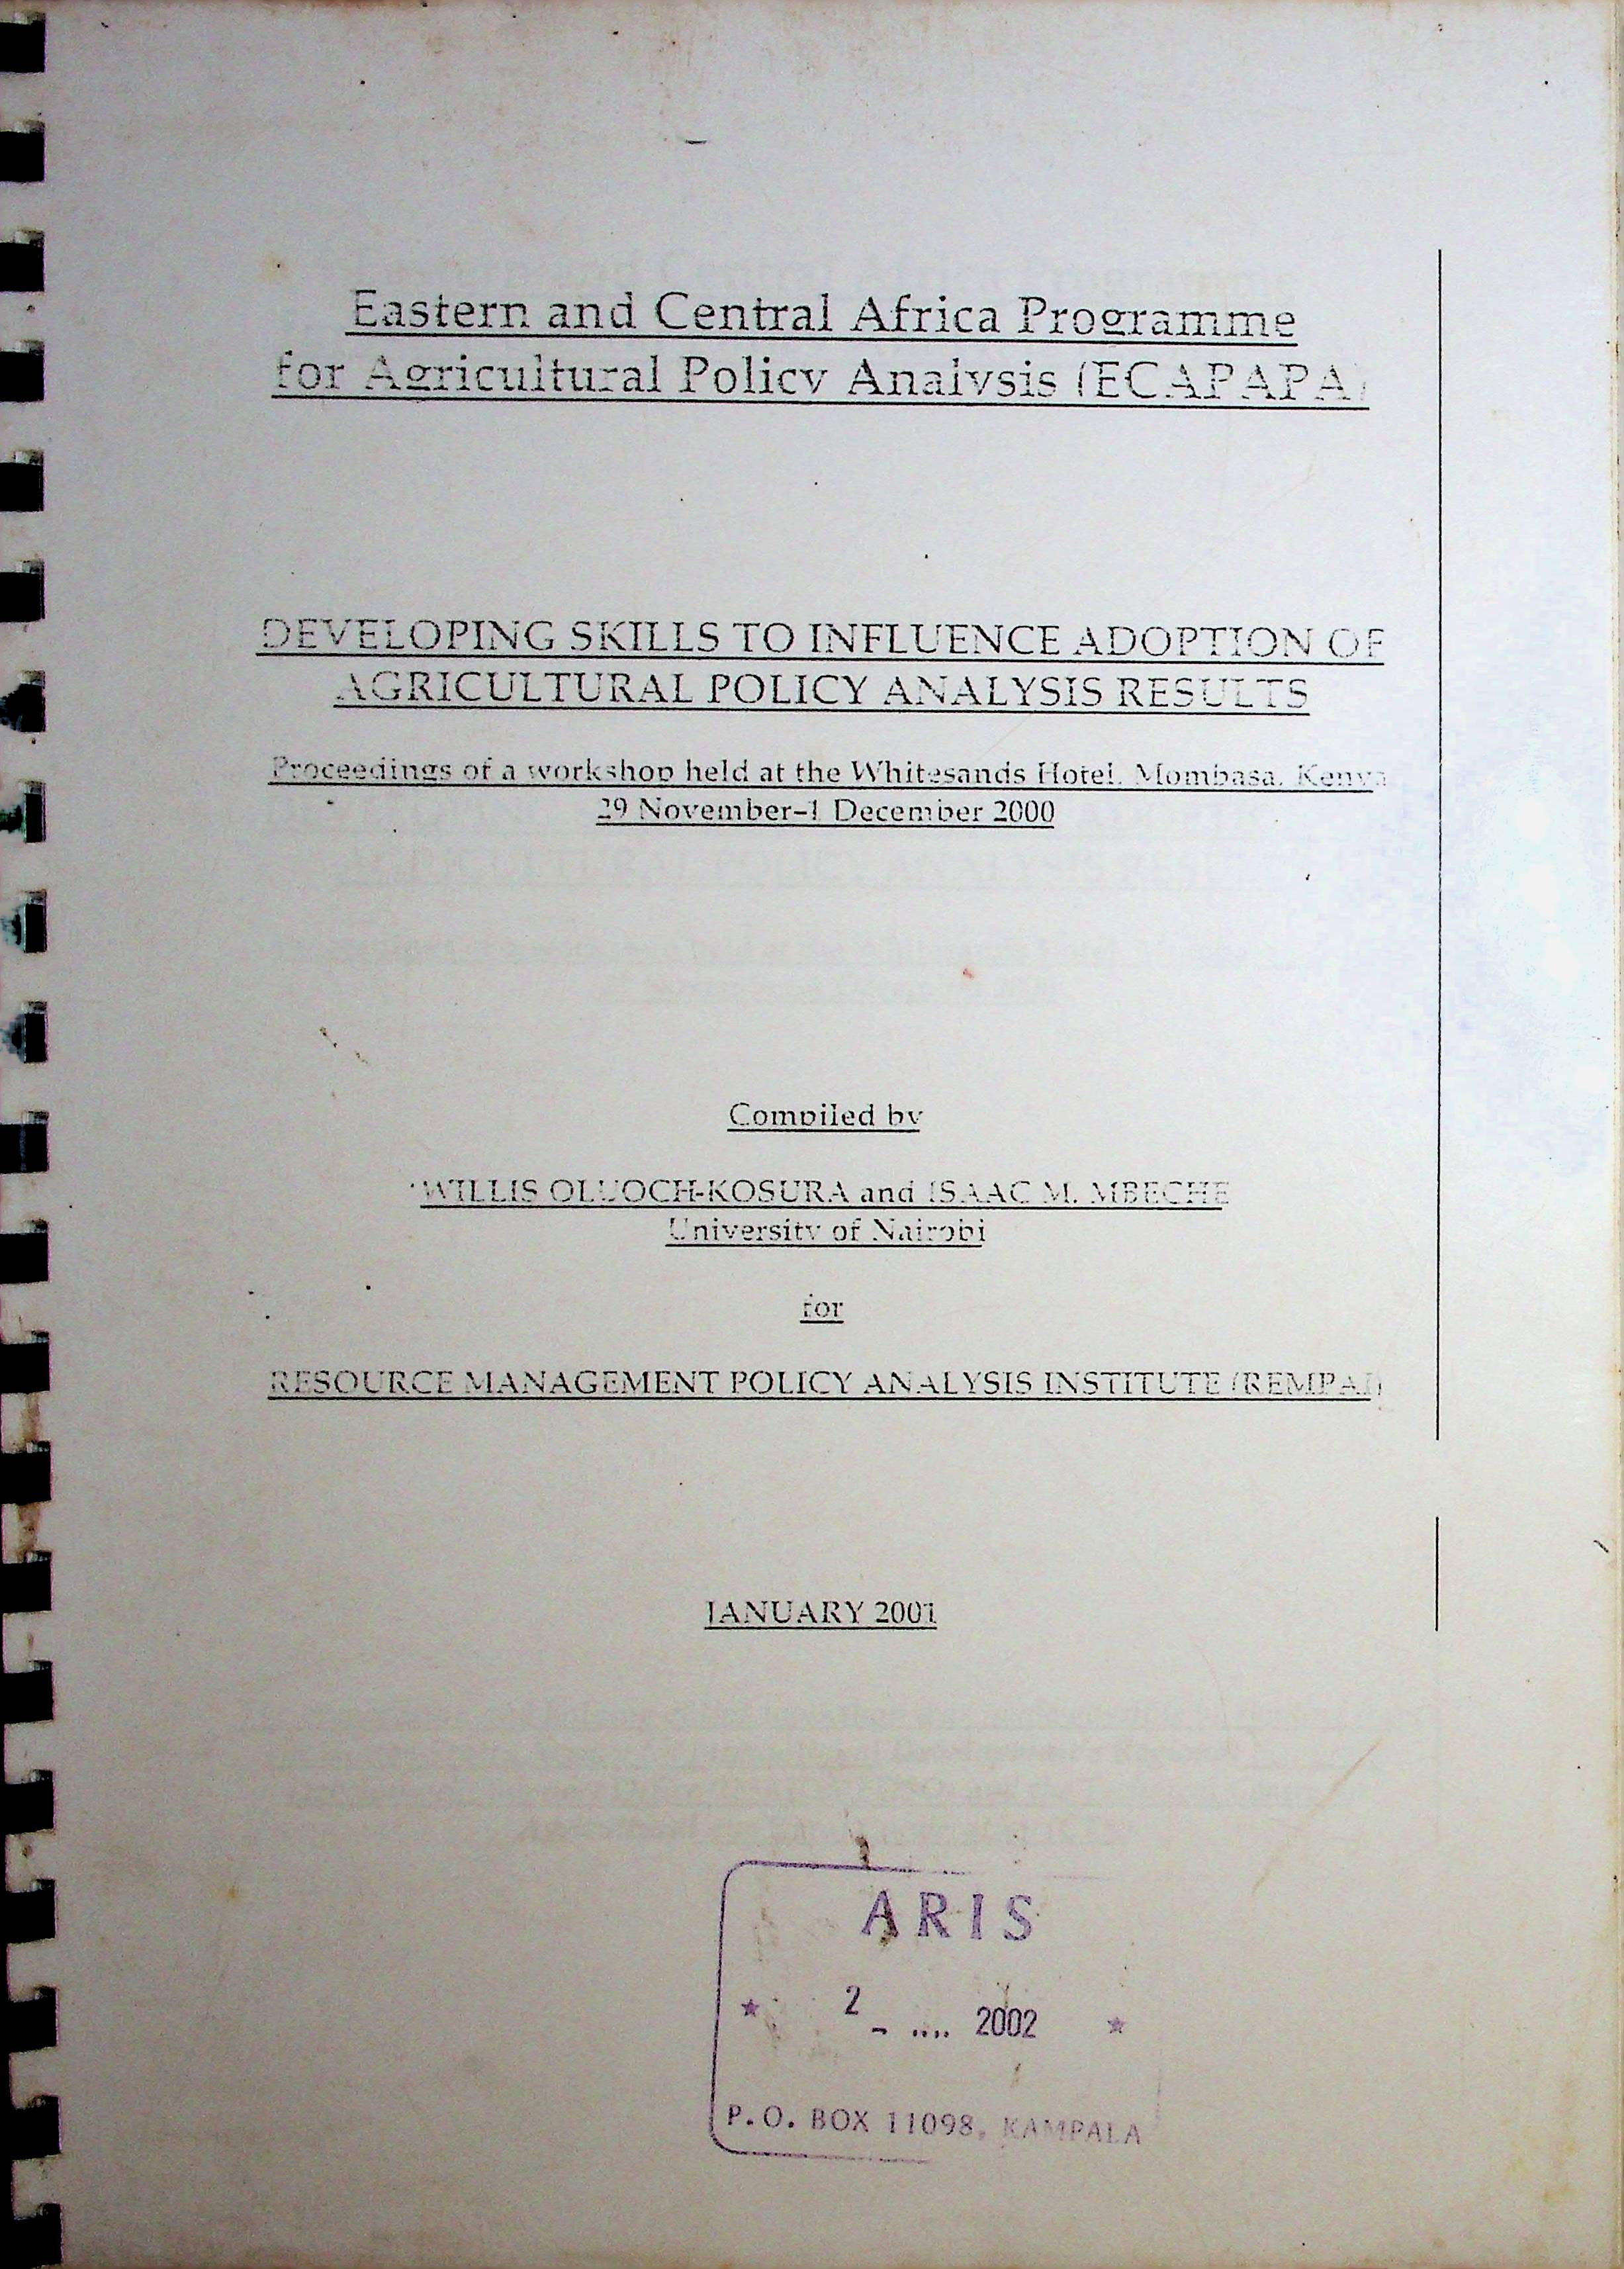 Eastern and Central Africa Programme
for Agricultural Policy Analysis (ECAPAPA)
DEVELOPING SKILLS TO INFLUENCE ADOPTION OF
AGRICULTURAL POLICY ANALYSIS RESULTS
Proceedings of a workshop held at the Whitesands Hotel, Mombasa, Kenya
29 November–1 December 2000
Compiled by
WILLIS OLUOCH-KOSURA and ISAAC M. MBECHE
University of Nairobi
for
RESOURCE MANAGEMENT POLICY ANALYSIS INSTITUTE (REMPAI)
JANUARY 2001
ARIS
2 - .... 2002
P.O. BOX 11098, KAMPALA